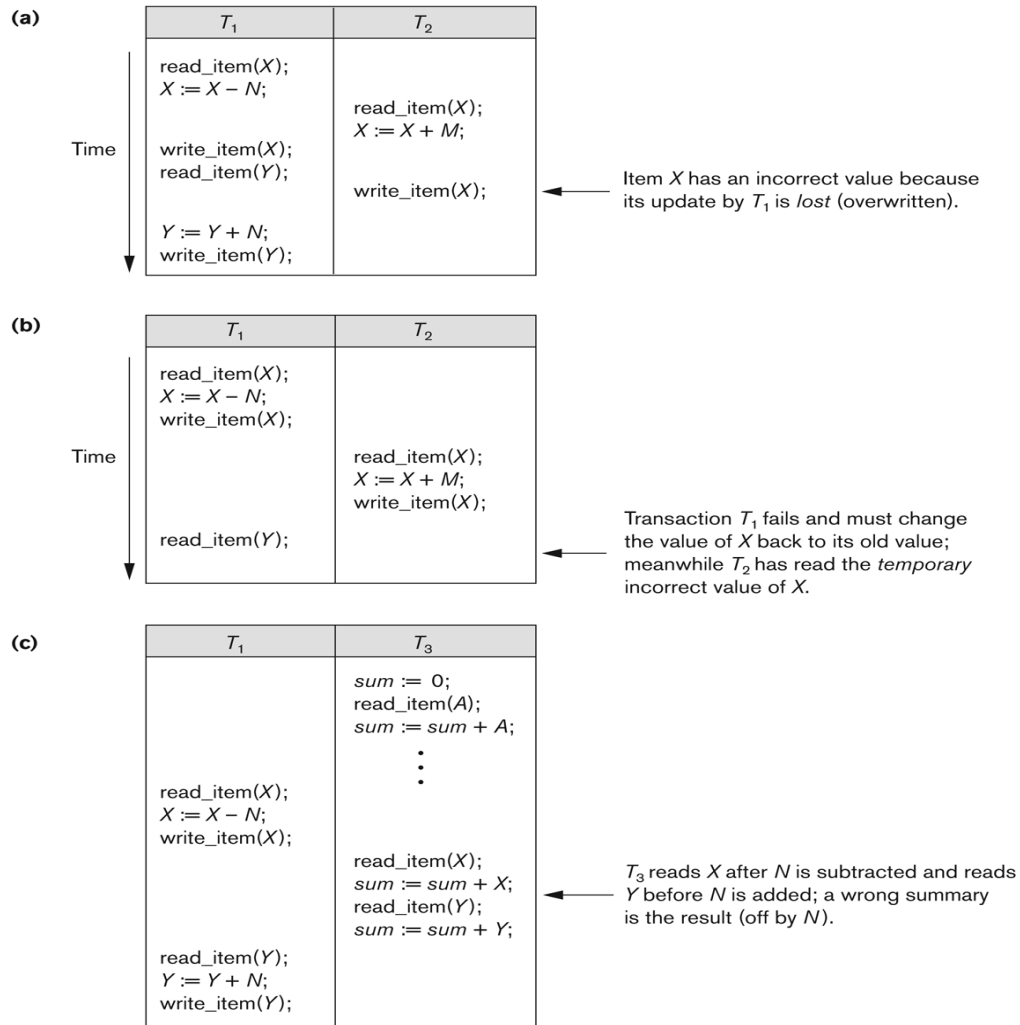 (a)
T1 T2
read_item(X);
X := X – N;
read_item(X);
X := X + M;
Time
write_item(X);
read_item(Y);
write_item(X);
Item X has an incorrect value because
its update by T1 is lost (overwritten).
Y := Y + N;
write_item(Y);
(b)
T1 T2
read_item(X);
X := X – N;
write_item(X);
Time
read_item(X);
X := X + M;
write_item(X);
read_item(Y);
Transaction T1 fails and must change
the value of X back to its old value;
meanwhile T2 has read the temporary
incorrect value of X.
(c)
T1 T3
sum := 0;
read_item(A);
sum := sum + A;
read_item(X);
X := X – N;
write_item(X);
read_item(X);
sum := sum + X;
read_item(Y);
sum := sum + Y;
T3 reads X after N is subtracted and reads
Y before N is added; a wrong summary
is the result (off by N).
read_item(Y);
Y := Y + N;
write_item(Y);